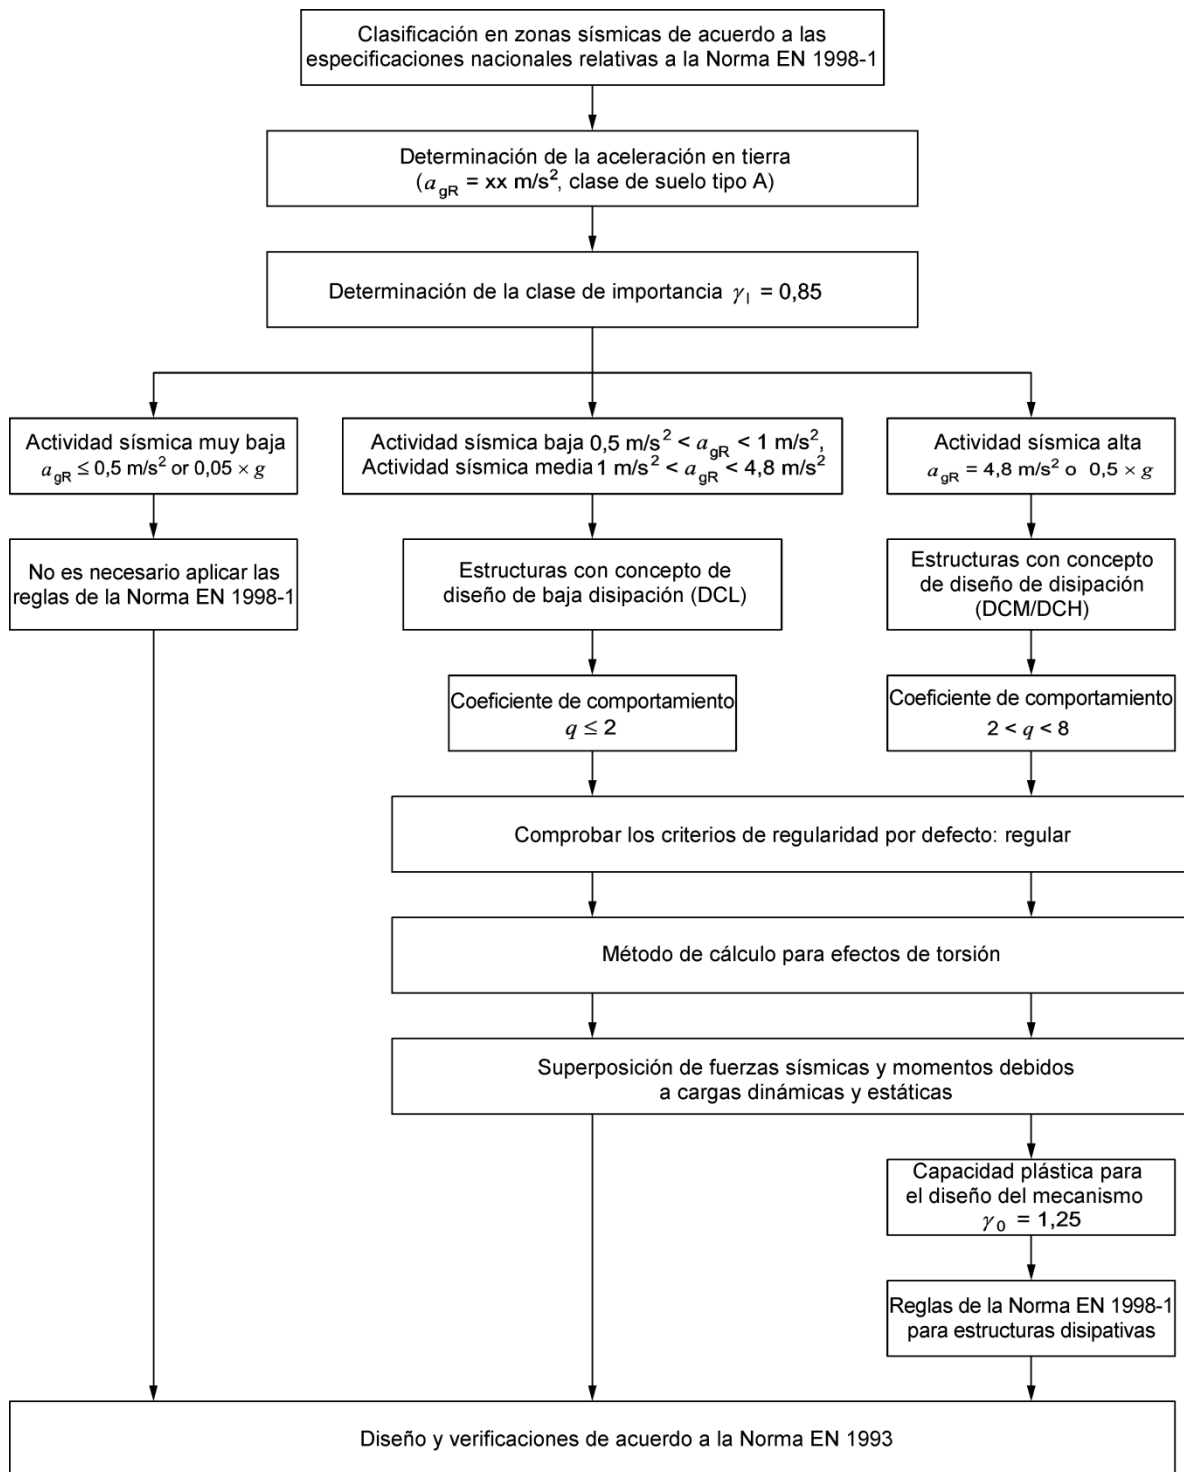 Clasificación en zonas sísmicas de acuerdo a las
especificaciones nacionales relativas a la Norma EN 1998-1
Determinación de la aceleración en tierra
(a_gR = xx m/s², clase de suelo tipo A)
Determinación de la clase de importancia γ_I = 0,85
Actividad sísmica muy baja
a_gR ≤ 0,5 m/s² or 0,05 × g
Actividad sísmica baja 0,5 m/s² < a_gR < 1 m/s²,
Actividad sísmica media 1 m/s² < a_gR < 4,8 m/s²
Actividad sísmica alta
a_gR = 4,8 m/s² o 0,5 × g
No es necesario aplicar las
reglas de la Norma EN 1998-1
Estructuras con concepto de
diseño de baja disipación (DCL)
Estructuras con concepto
de diseño de disipación
(DCM/DCH)
Coeficiente de comportamiento
q ≤ 2
Coeficiente de comportamiento
2 < q < 8
Comprobar los criterios de regularidad por defecto: regular
Método de cálculo para efectos de torsión
Superposición de fuerzas sísmicas y momentos debidos
a cargas dinámicas y estáticas
Capacidad plástica para
el diseño del mecanismo
γ_0 = 1,25
Reglas de la Norma EN 1998-1
para estructuras disipativas
Diseño y verificaciones de acuerdo a la Norma EN 1993